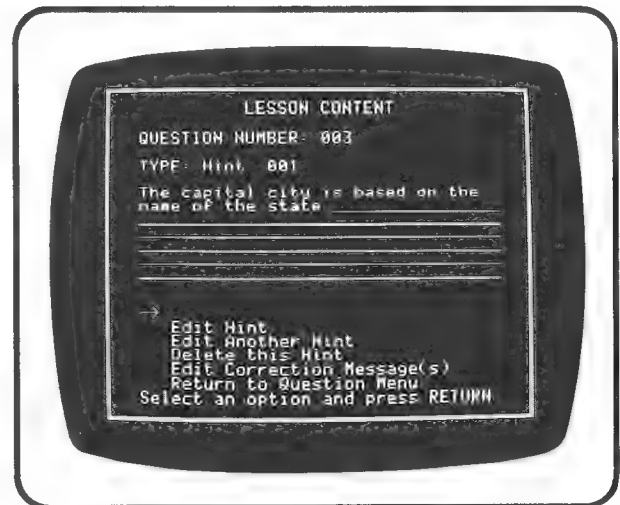 LESSON CONTENT
QUESTION NUMBER: 003
TYPE: Hint 001
The capital city is based on the
name of the state
→
Edit Hint
Edit Another Hint
Delete this Hint
Edit Correction Message(s)
Return to Question Menu
Select an option and press RETURN